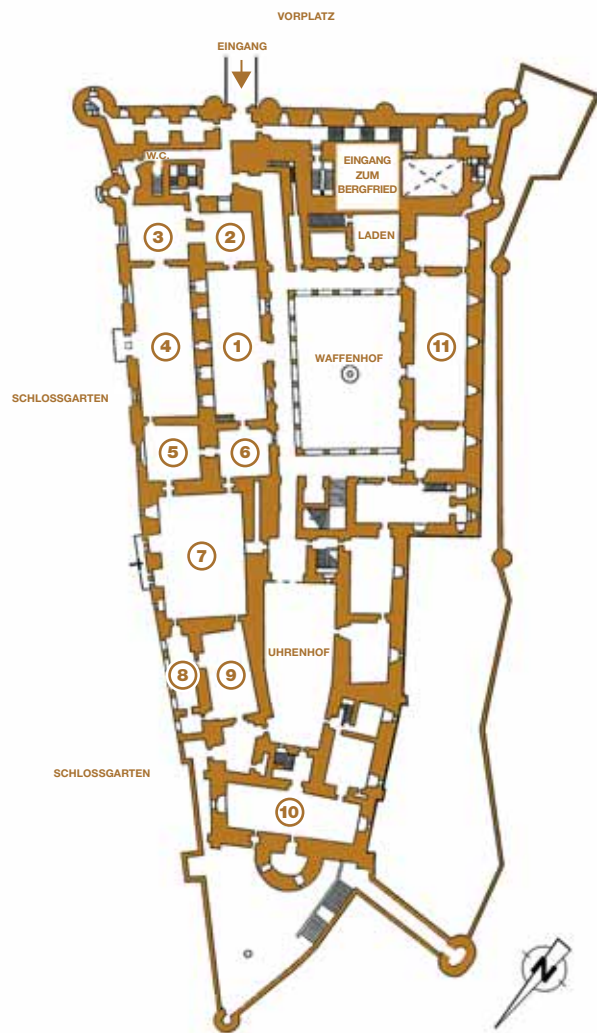 VORPLATZ
EINGANG
W.C.
EINGANG
ZUM
BERGFRIED
LADEN
3
2
4
1
WAFFENHOF
11
SCHLOSSGARTEN
5
6
7
UHRENHOF
8
9
SCHLOSSGARTEN
10
N